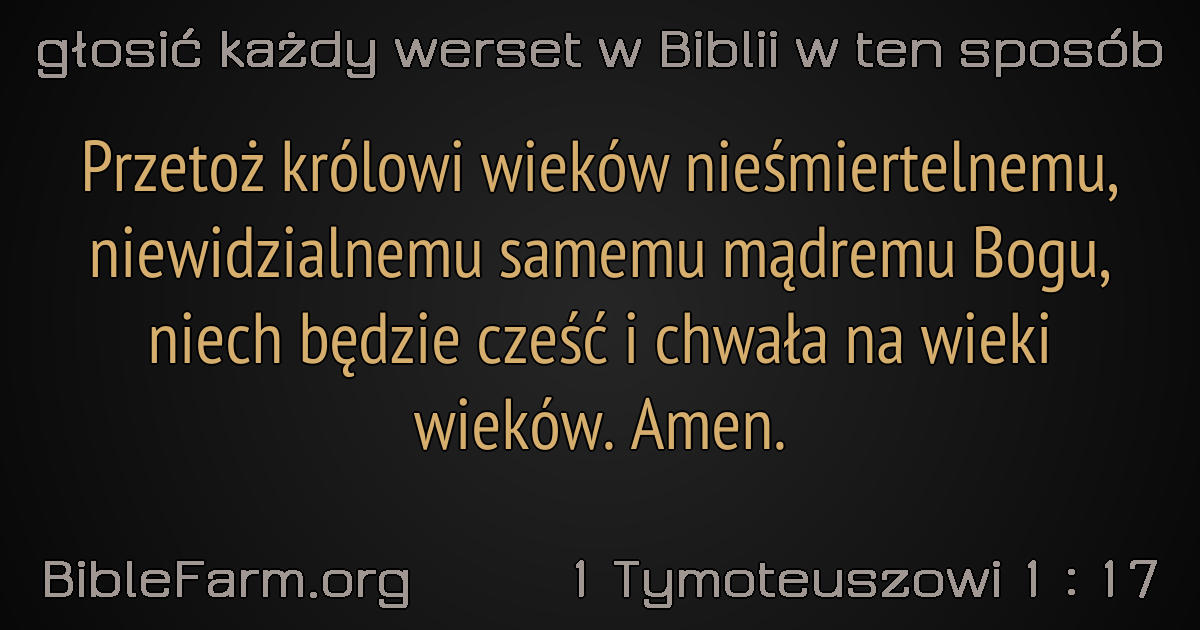 głosić każdy werset w Biblii w ten sposób
Przetoż królowi wieków nieśmiertelnemu,
niewidzialnemu samemu mądremu Bogu,
niech będzie cześć i chwała na wieki
wieków. Amen.
BibleFarm.org
1 Tymoteuszowi 1 : 17